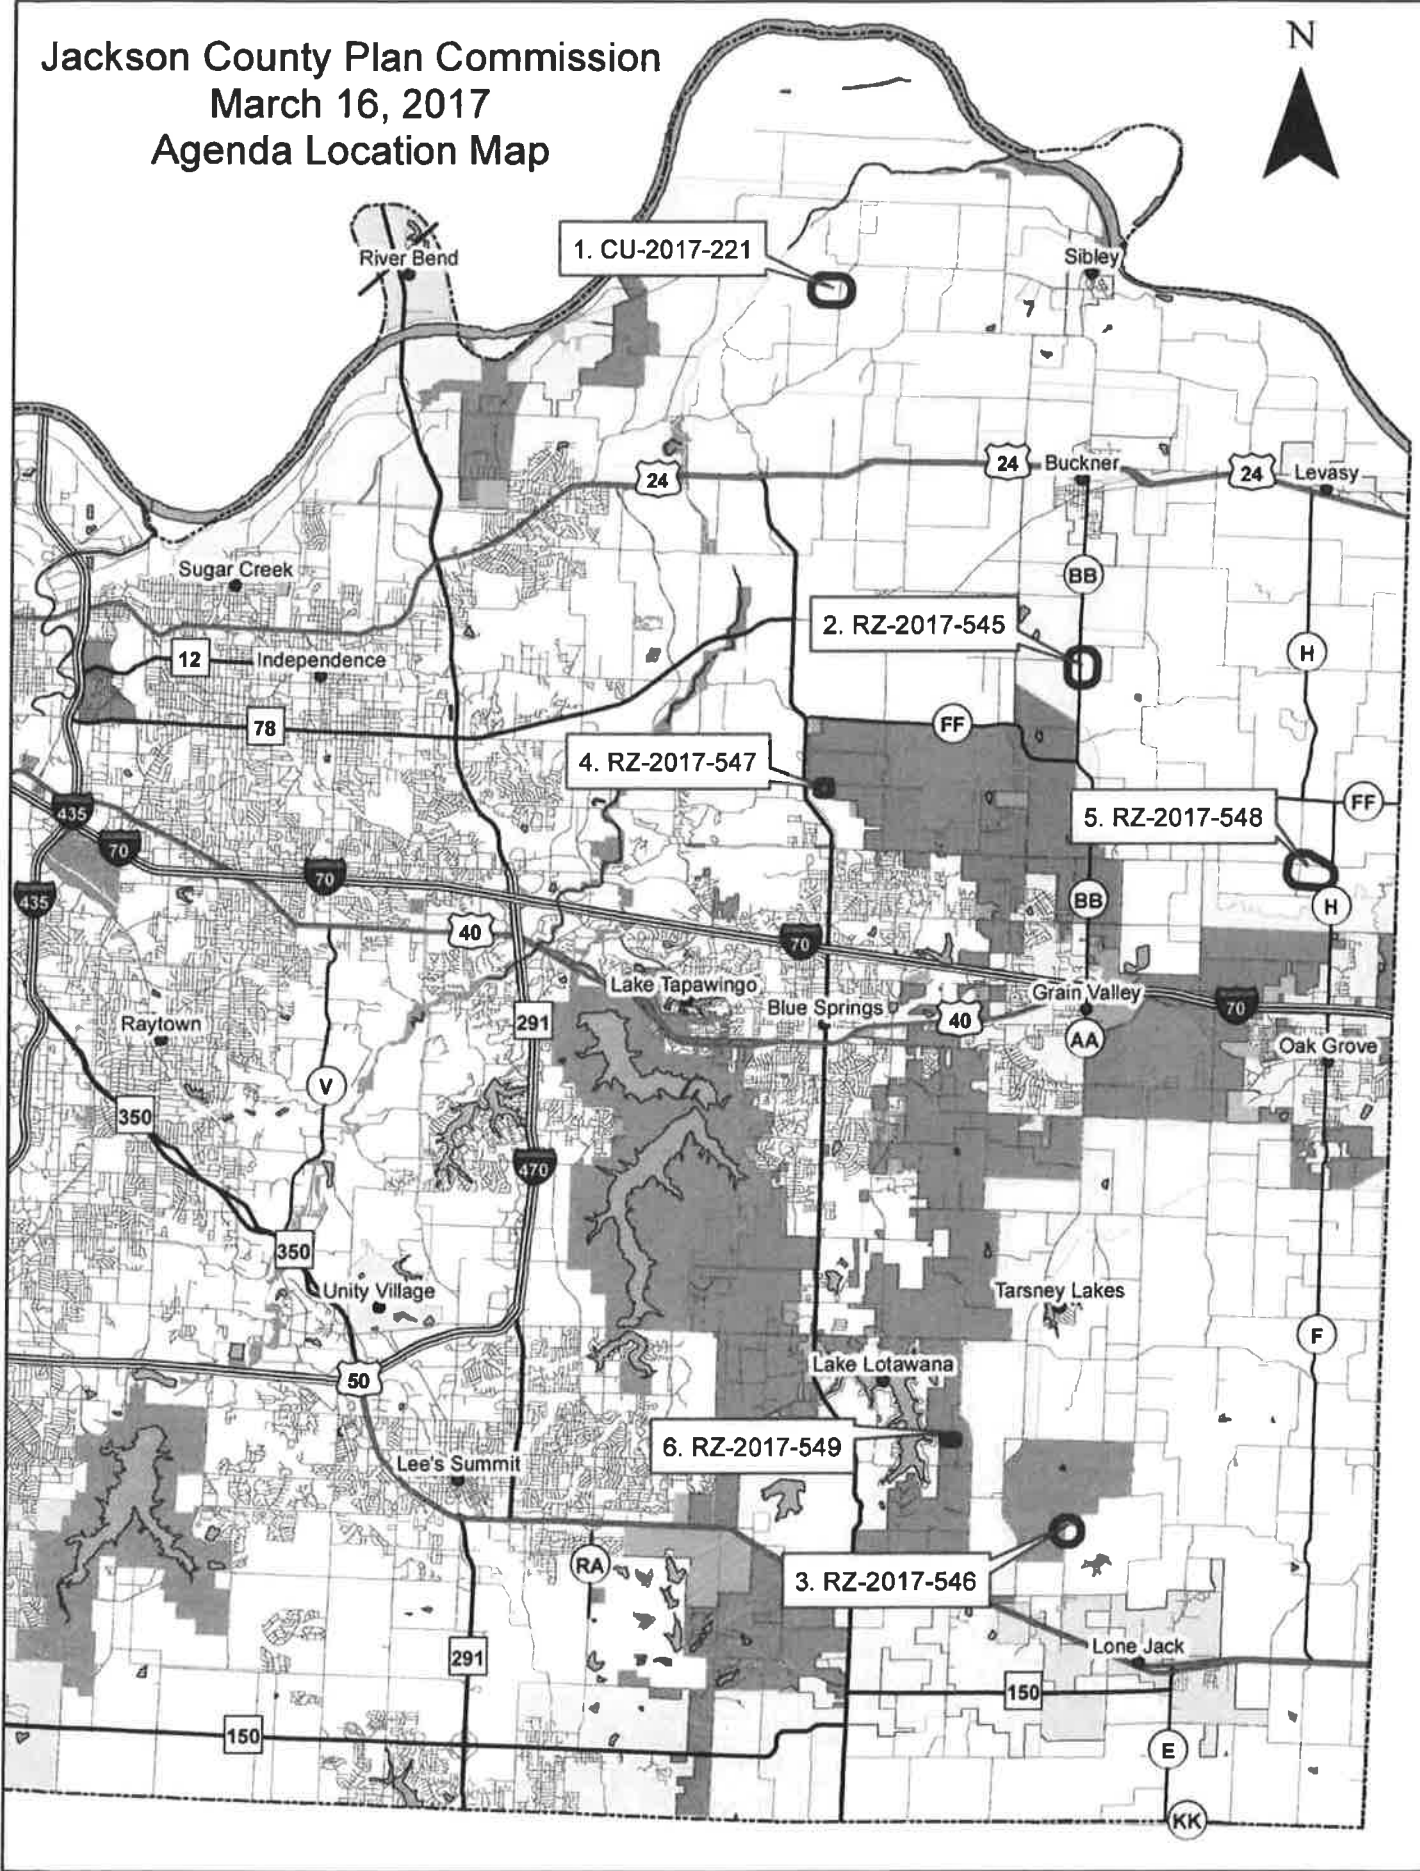 Jackson County Plan Commission
March 16, 2017
Agenda Location Map
N
1. CU-2017-221
River Bend
Sibley
24
24
Buckner
24
Levasy
Sugar Creek
BB
2. RZ-2017-545
12
Independence
H
78
FF
4. RZ-2017-547
435
FF
5. RZ-2017-548
70
70
435
BB
H
40
70
Lake Tapawingo
Blue Springs
Grain Valley
70
291
40
Raytown
AA
Oak Grove
V
350
470
350
Unity Village
Tarsney Lakes
F
50
Lake Lotawana
6. RZ-2017-549
Lee's Summit
RA
3. RZ-2017-546
Lone Jack
291
150
150
E
KK